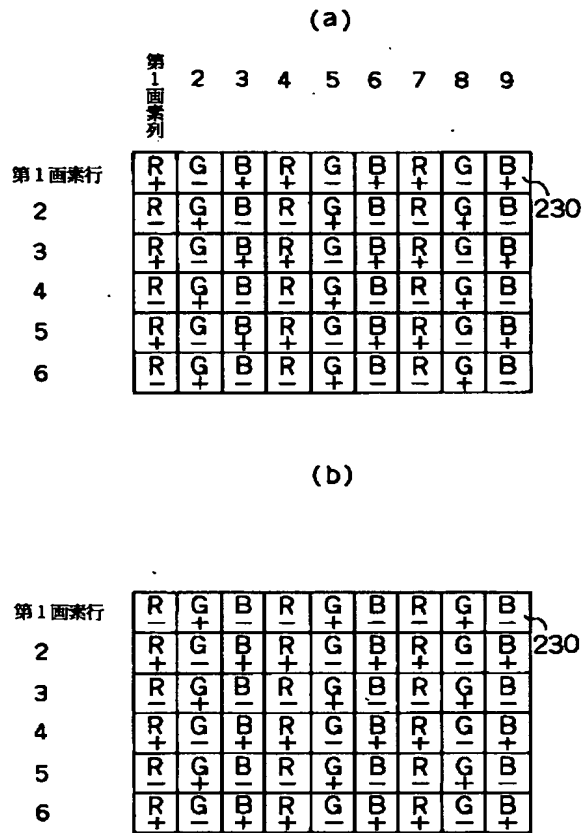 (a)
第1画素列 2 3 4 5 6 7 8 9
第1画素行 R+ G− B+ R+ G− B+ R+ G− B+
230
2 R− G+ B− R− G+ B− R− G+ B−
3 R+ G− B+ R+ G− B+ R+ G− B+
4 R− G+ B− R− G+ B− R− G+ B−
5 R+ G− B+ R+ G− B+ R+ G− B+
6 R− G+ B− R− G+ B− R− G+ B−
(b)
第1画素行 R− G+ B− R− G+ B− R− G+ B−
230
2 R+ G− B+ R+ G− B+ R+ G− B+
3 R− G+ B− R− G+ B− R− G+ B−
4 R+ G− B+ R+ G− B+ R+ G− B+
5 R− G+ B− R− G+ B− R− G+ B−
6 R+ G− B+ R+ G− B+ R+ G− B+